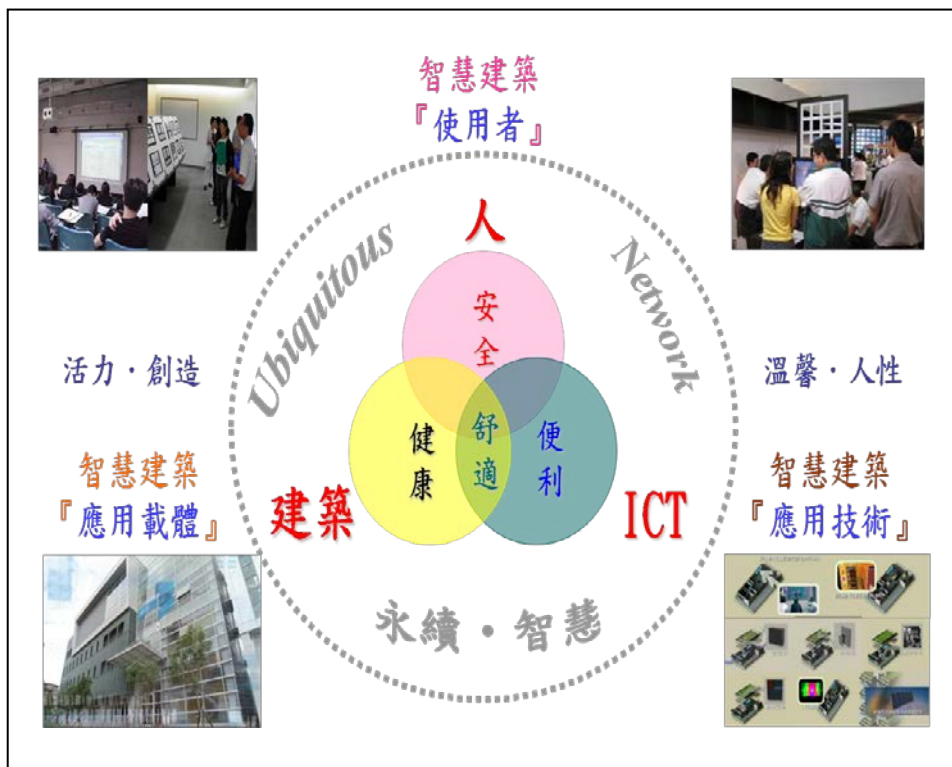 智慧建築
『使用者』
人
Ubiquitous
Network
安全
活力・創造
溫馨・人性
健康
舒適
便利
智慧建築
『應用載體』
建築
ICT
智慧建築
『應用技術』
永續・智慧